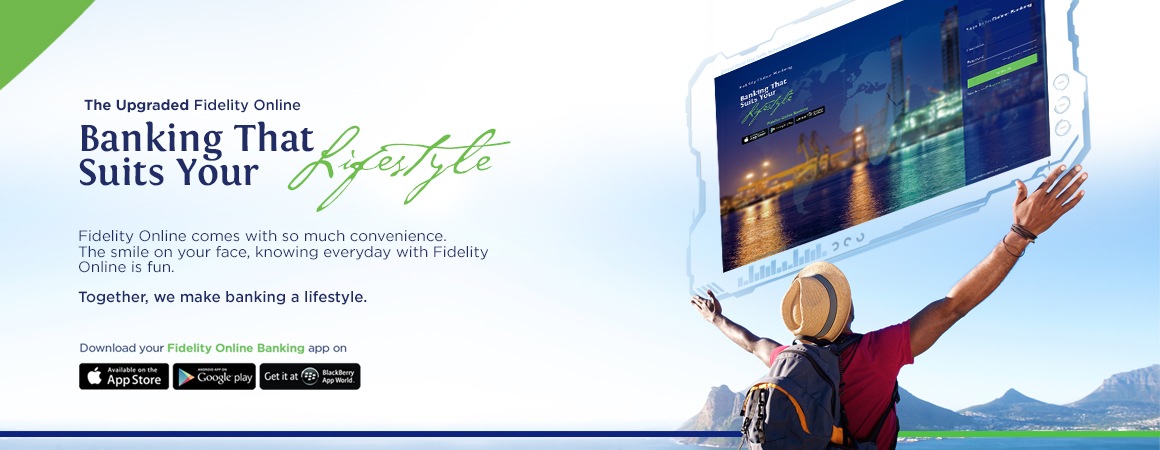 The Upgraded Fidelity Online
Banking That
Suits Your Lifestyle
Fidelity Online comes with so much convenience.
The smile on your face, knowing everyday with Fidelity
Online is fun.
Together, we make banking a lifestyle.
Download your Fidelity Online Banking app on
Available on the
App Store
ANDROID APP ON
Google play
Get it at BlackBerry
App World.
Banking That
Suits Your
Lifestyle